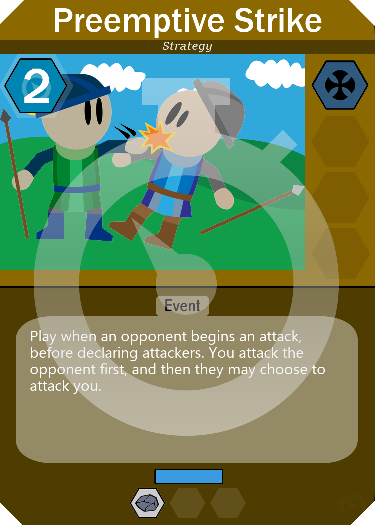 Preemptive Strike
Strategy
2
Event
Play when an opponent begins an attack,
before declaring attackers. You attack the
opponent first, and then they may choose to
attack you.